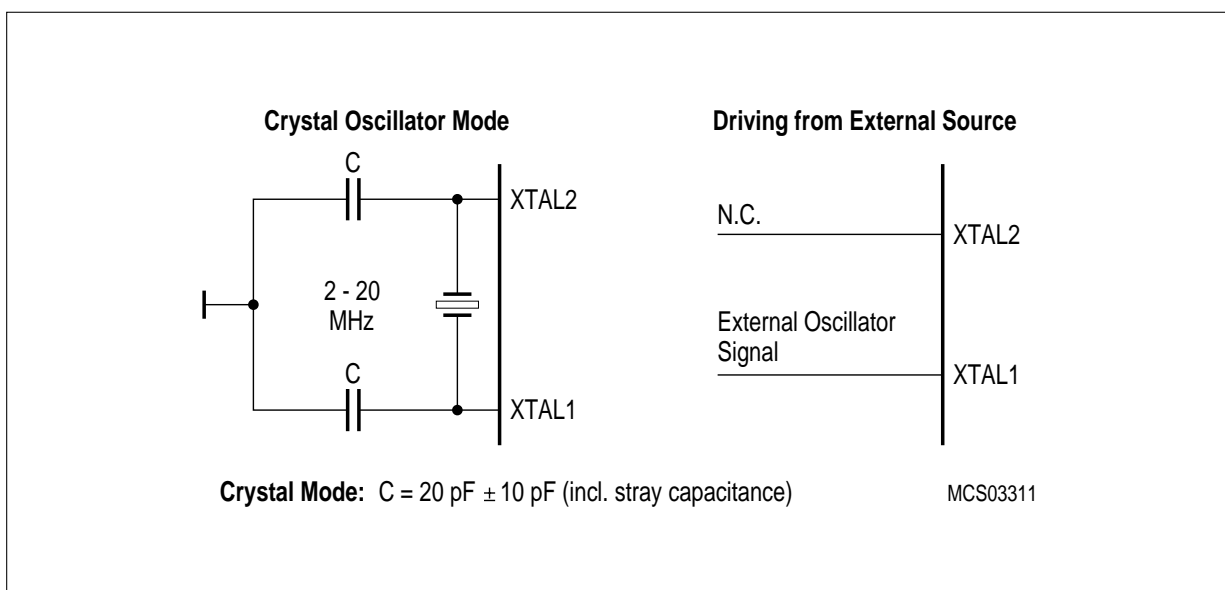 Crystal Oscillator Mode
C
XTAL2
2 - 20
MHz
C
XTAL1
Driving from External Source
N.C.
XTAL2
External Oscillator
Signal
XTAL1
Crystal Mode: C = 20 pF ± 10 pF (incl. stray capacitance)
MCS03311